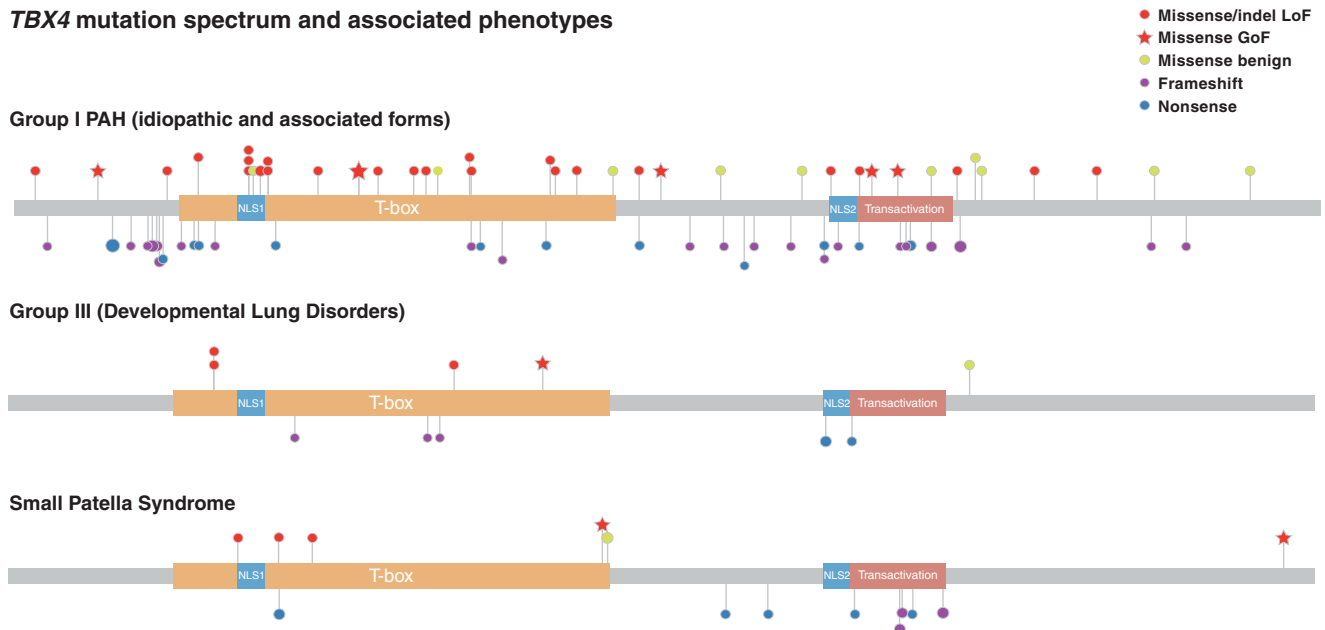 TBX4 mutation spectrum and associated phenotypes
Missense/indel LoF
Missense GoF
Missense benign
Frameshift
Nonsense
Group I PAH (idiopathic and associated forms)
NLS1 T-box NLS2 Transactivation
Group III (Developmental Lung Disorders)
NLS1 T-box NLS2 Transactivation
Small Patella Syndrome
NLS1 T-box NLS2 Transactivation